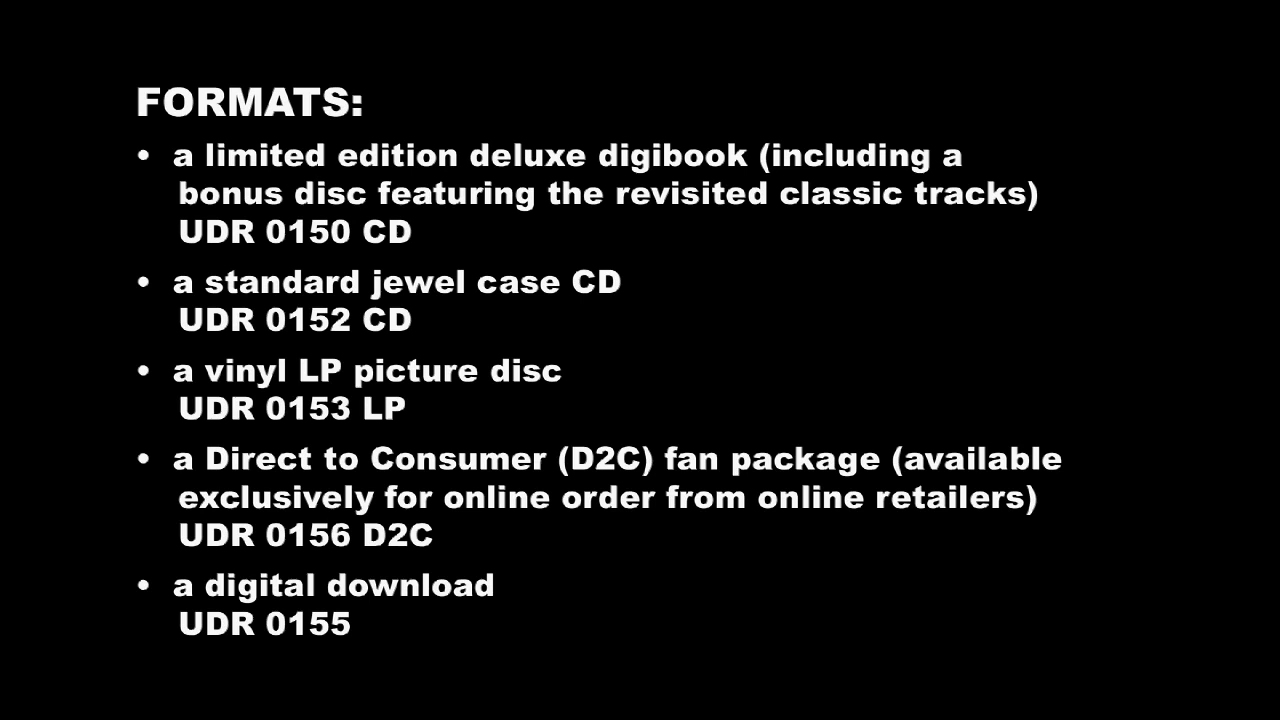 FORMATS:
• a limited edition deluxe digibook (including a
bonus disc featuring the revisited classic tracks)
UDR 0150 CD
• a standard jewel case CD
UDR 0152 CD
• a vinyl LP picture disc
UDR 0153 LP
• a Direct to Consumer (D2C) fan package (available
exclusively for online order from online retailers)
UDR 0156 D2C
• a digital download
UDR 0155